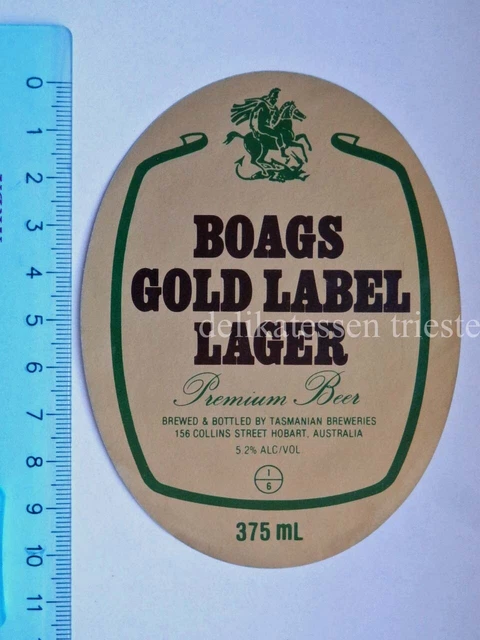 BOAGS
GOLD LABEL
LAGER
delikatessen trieste
Premium Beer
BREWED & BOTTLED BY TASMANIAN BREWERIES
156 COLLINS STREET HOBART, AUSTRALIA
5.2% ALC/VOL
1
6
375 mL
0
1
2
3
4
5
6
7
8
9
10
11